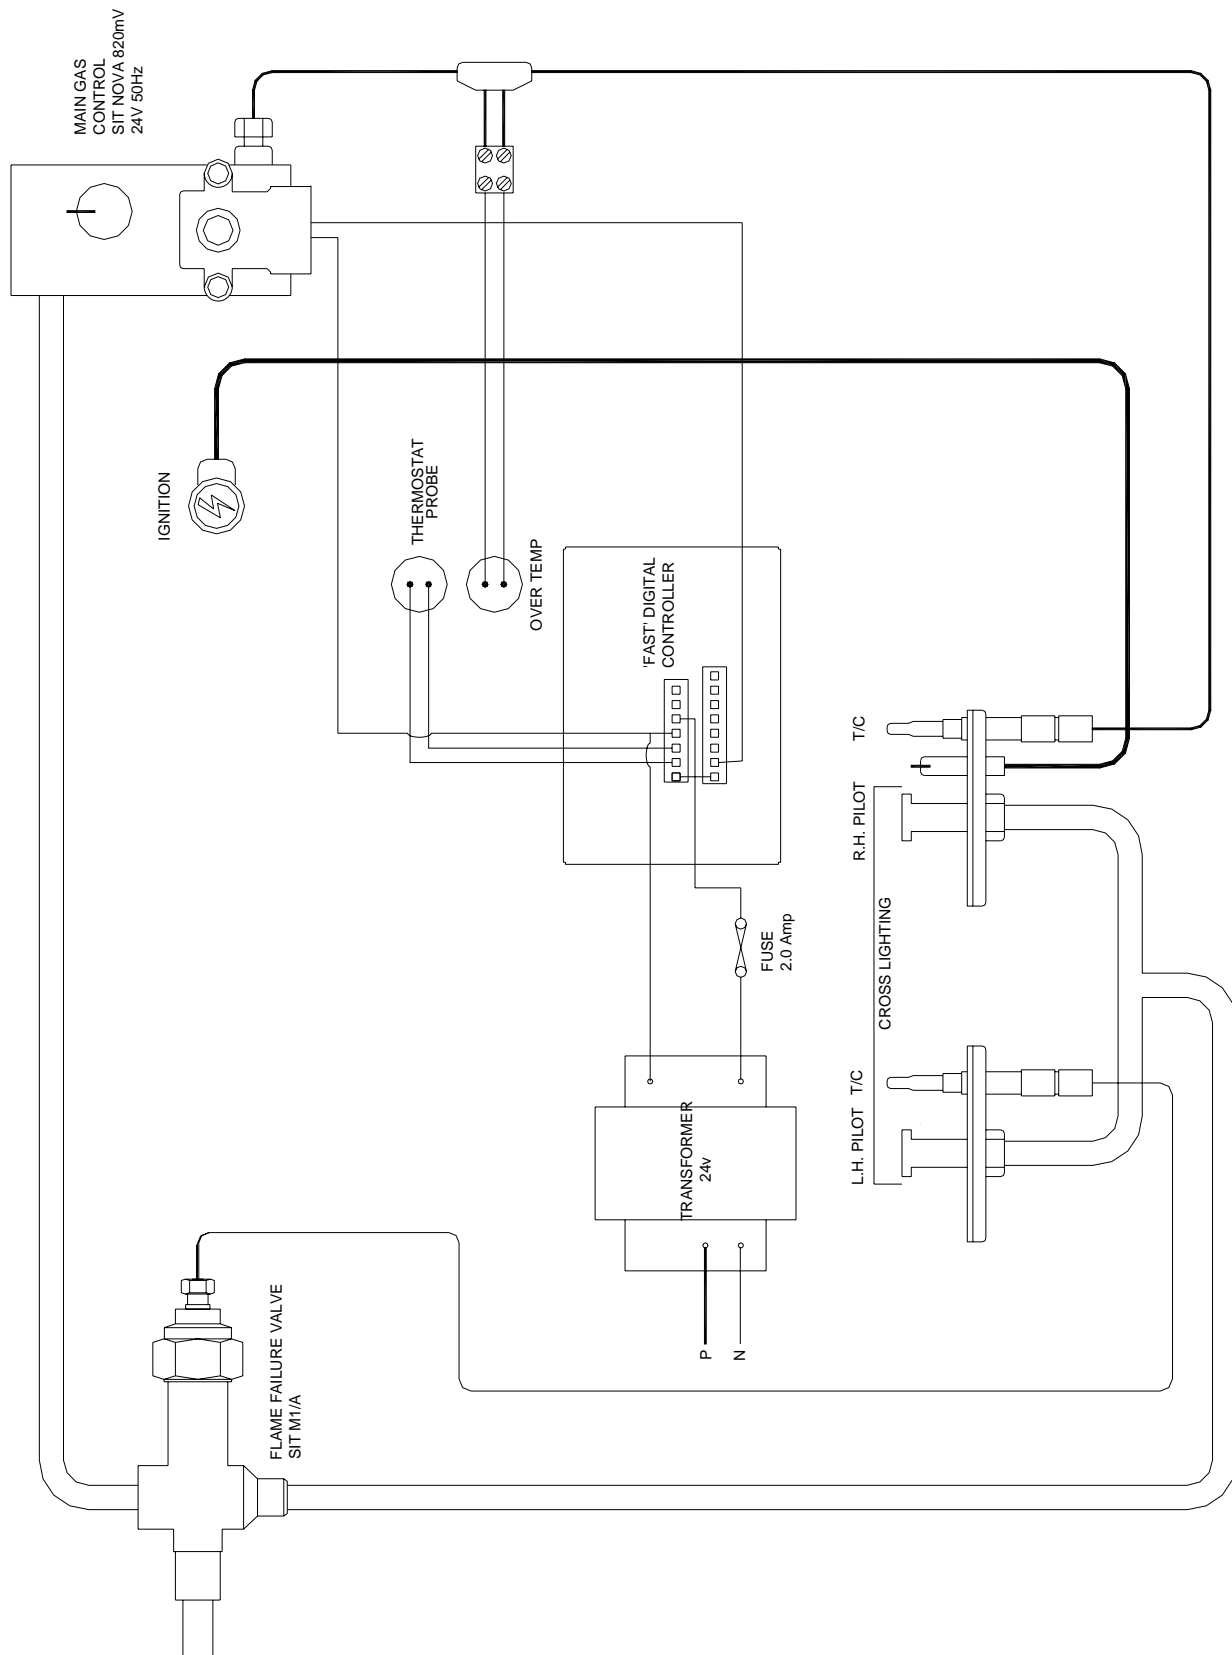 MAIN GAS
CONTROL
SIT NOVA 820mV
24V 50Hz
IGNITION
THERMOSTAT
PROBE
OVER TEMP
'FAST' DIGITAL
CONTROLLER
T/C
R.H. PILOT
CROSS LIGHTING
FUSE
2.0 Amp
L.H. PILOT T/C
TRANSFORMER
24v
P
N
FLAME FAILURE VALVE
SIT M1/A